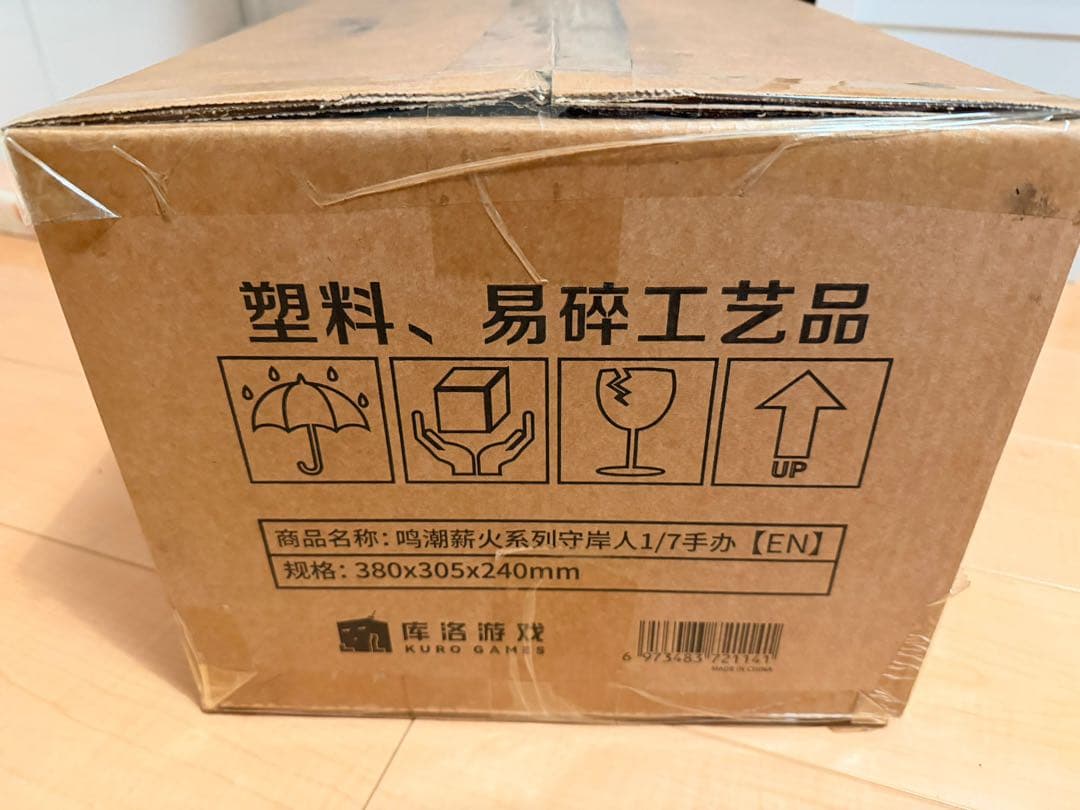 塑料、易碎工艺品
UP
商品名称: 鸣潮薪火系列守岸人1/7手办【EN】
规格: 380x305x240mm
库洛游戏
KURO GAMES
6 973483 721141
MADE IN CHINA